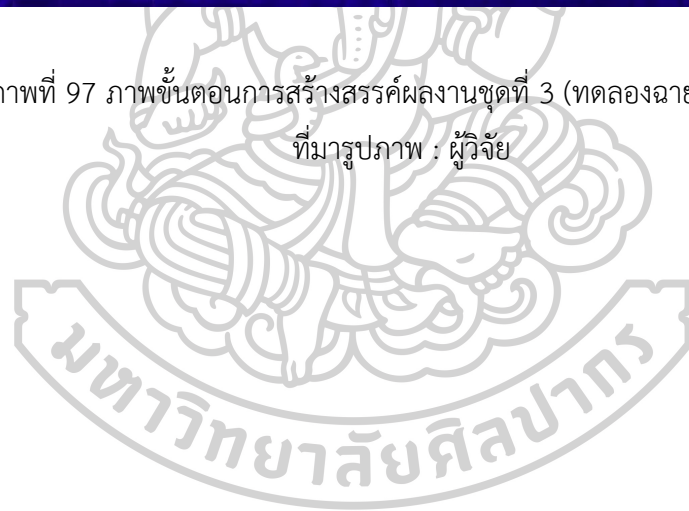 าพที่ 97 ภาพขั้นตอนการสร้างสรรค์ผลงานชุดที่ 3 (ทดลองฉาย
ที่มารูปภาพ : ผู้วิจัย
มหาวิทยาลัยศิลปากร